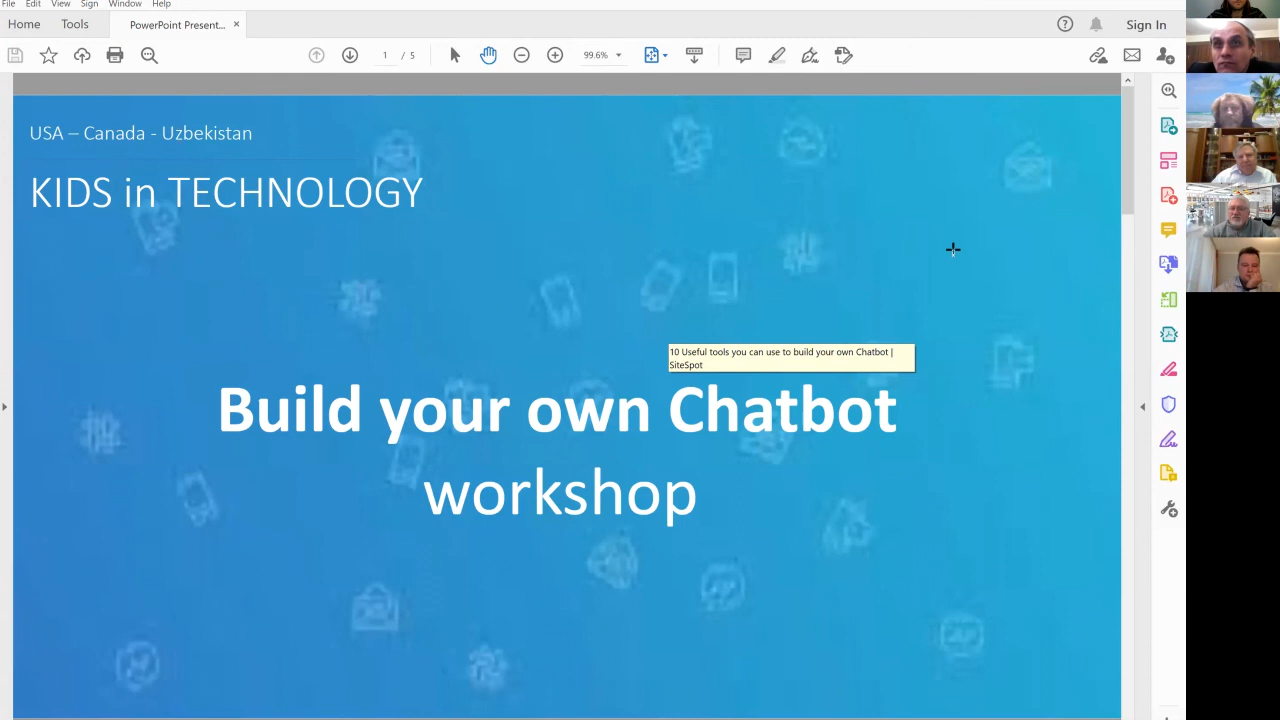 File Edit View Sign Window Help
Home Tools PowerPoint Present... × Sign In
1 / 5 99.6%
USA – Canada - Uzbekistan
KIDS in TECHNOLOGY
10 Useful tools you can use to build your own Chatbot |
SiteSpot
Build your own Chatbot
workshop